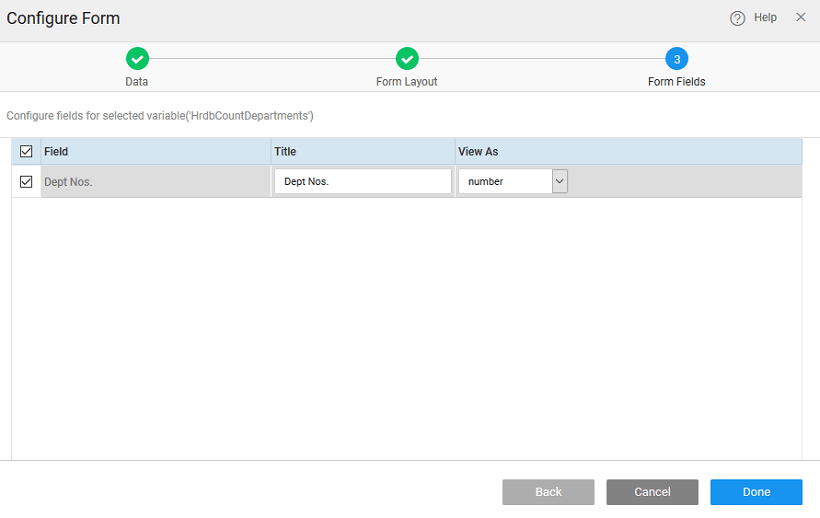 Configure Form
Help
Data
Form Layout
3
Form Fields
Configure fields for selected variable('HrdbCountDepartments')
Field Title View As
Dept Nos. Dept Nos. number
Back Cancel Done